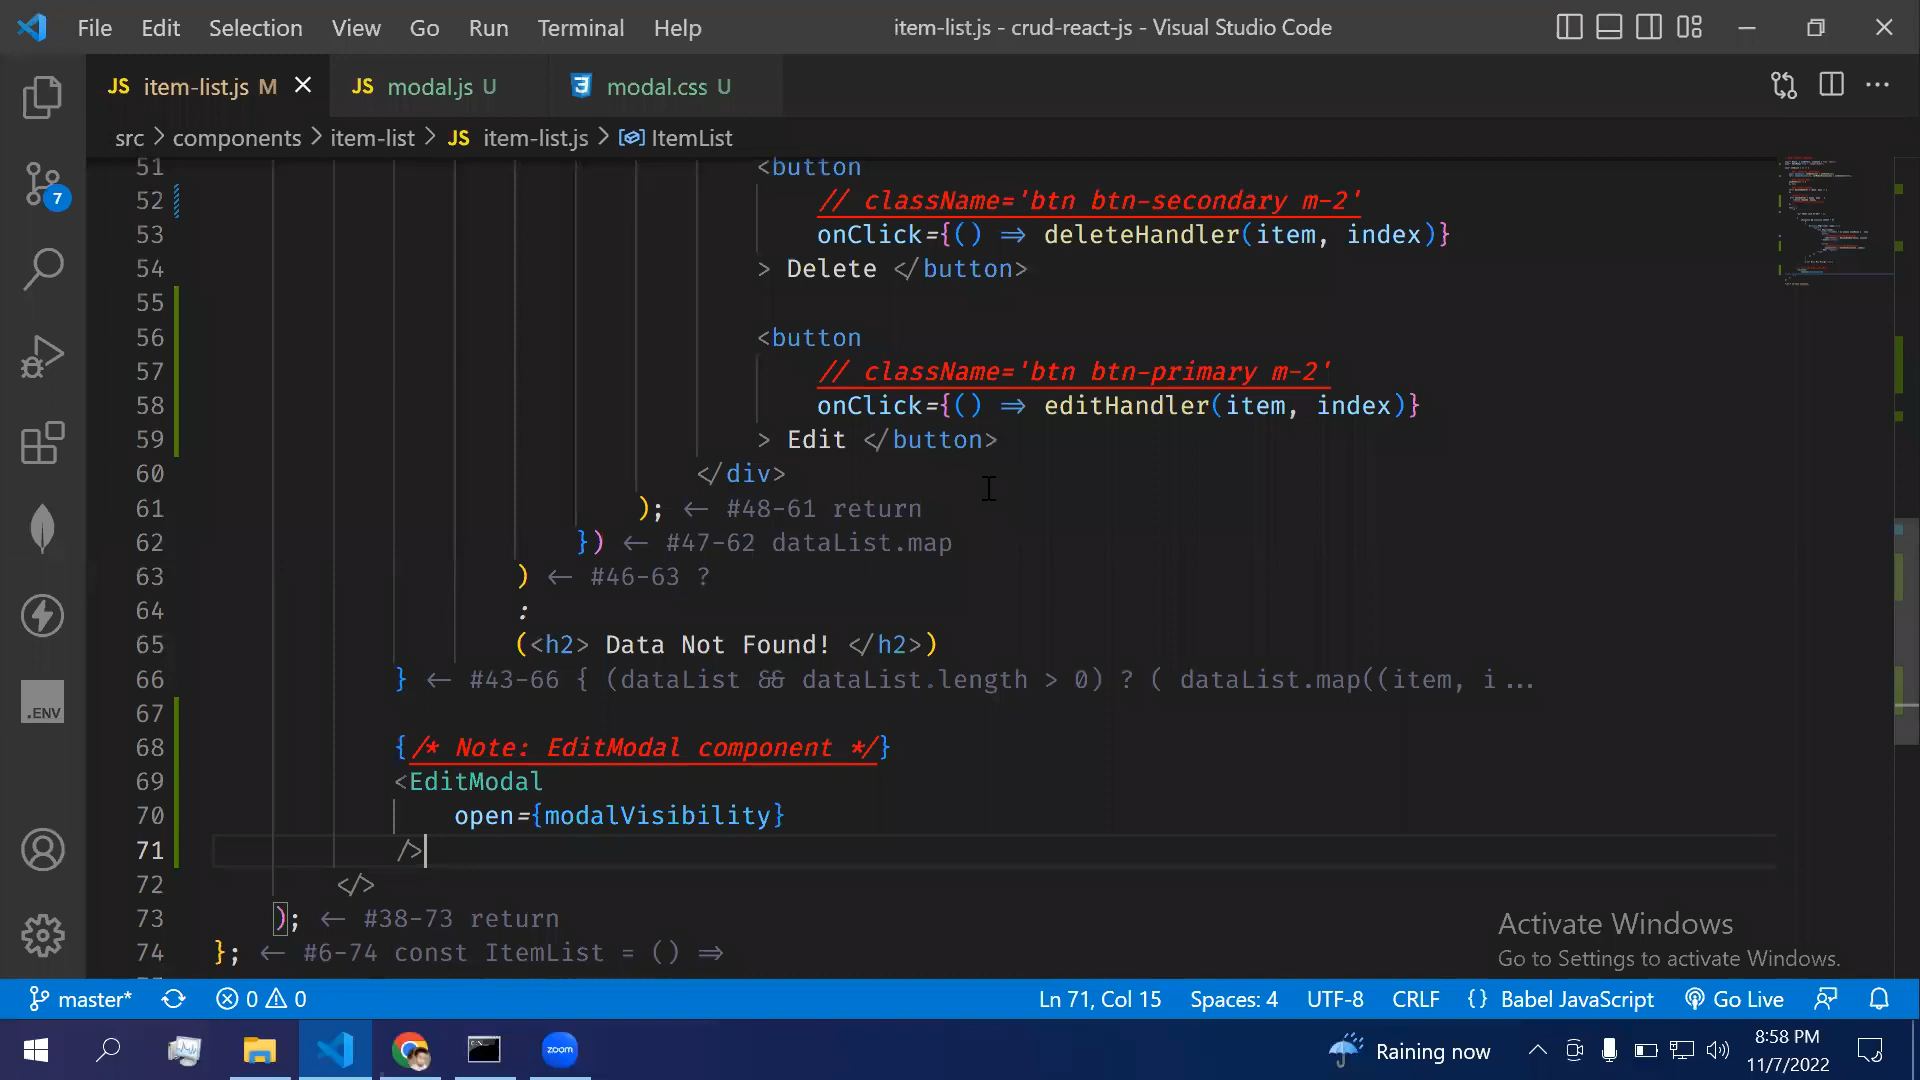 File Edit Selection View Go Run Terminal Help item-list.js - crud-react-js - Visual Studio Code
JS item-list.js M JS modal.js U modal.css U
src > components > item-list > JS item-list.js > ItemList
51 <button
52 // className='btn btn-secondary m-2'
53 onClick={() ⇒ deleteHandler(item, index)}
54 > Delete </button>
55
56 <button
57 // className='btn btn-primary m-2'
58 onClick={() ⇒ editHandler(item, index)}
59 > Edit </button>
60 </div>
61 ); ← #48-61 return
62 }) ← #47-62 dataList.map
63 ) ← #46-63 ?
64 :
65 (<h2> Data Not Found! </h2>)
66 } ← #43-66 { (dataList && dataList.length > 0) ? ( dataList.map((item, i ...
67
68 {/* Note: EditModal component */}
69 <EditModal
70 open={modalVisibility}
71 />
72 </>
73 ); ← #38-73 return
74 }; ← #6-74 const ItemList = () ⇒
7
.ENV
Activate Windows
Go to Settings to activate Windows.
master* 0 0 Ln 71, Col 15 Spaces: 4 UTF-8 CRLF {} Babel JavaScript Go Live
zoom Raining now 8:58 PM
11/7/2022